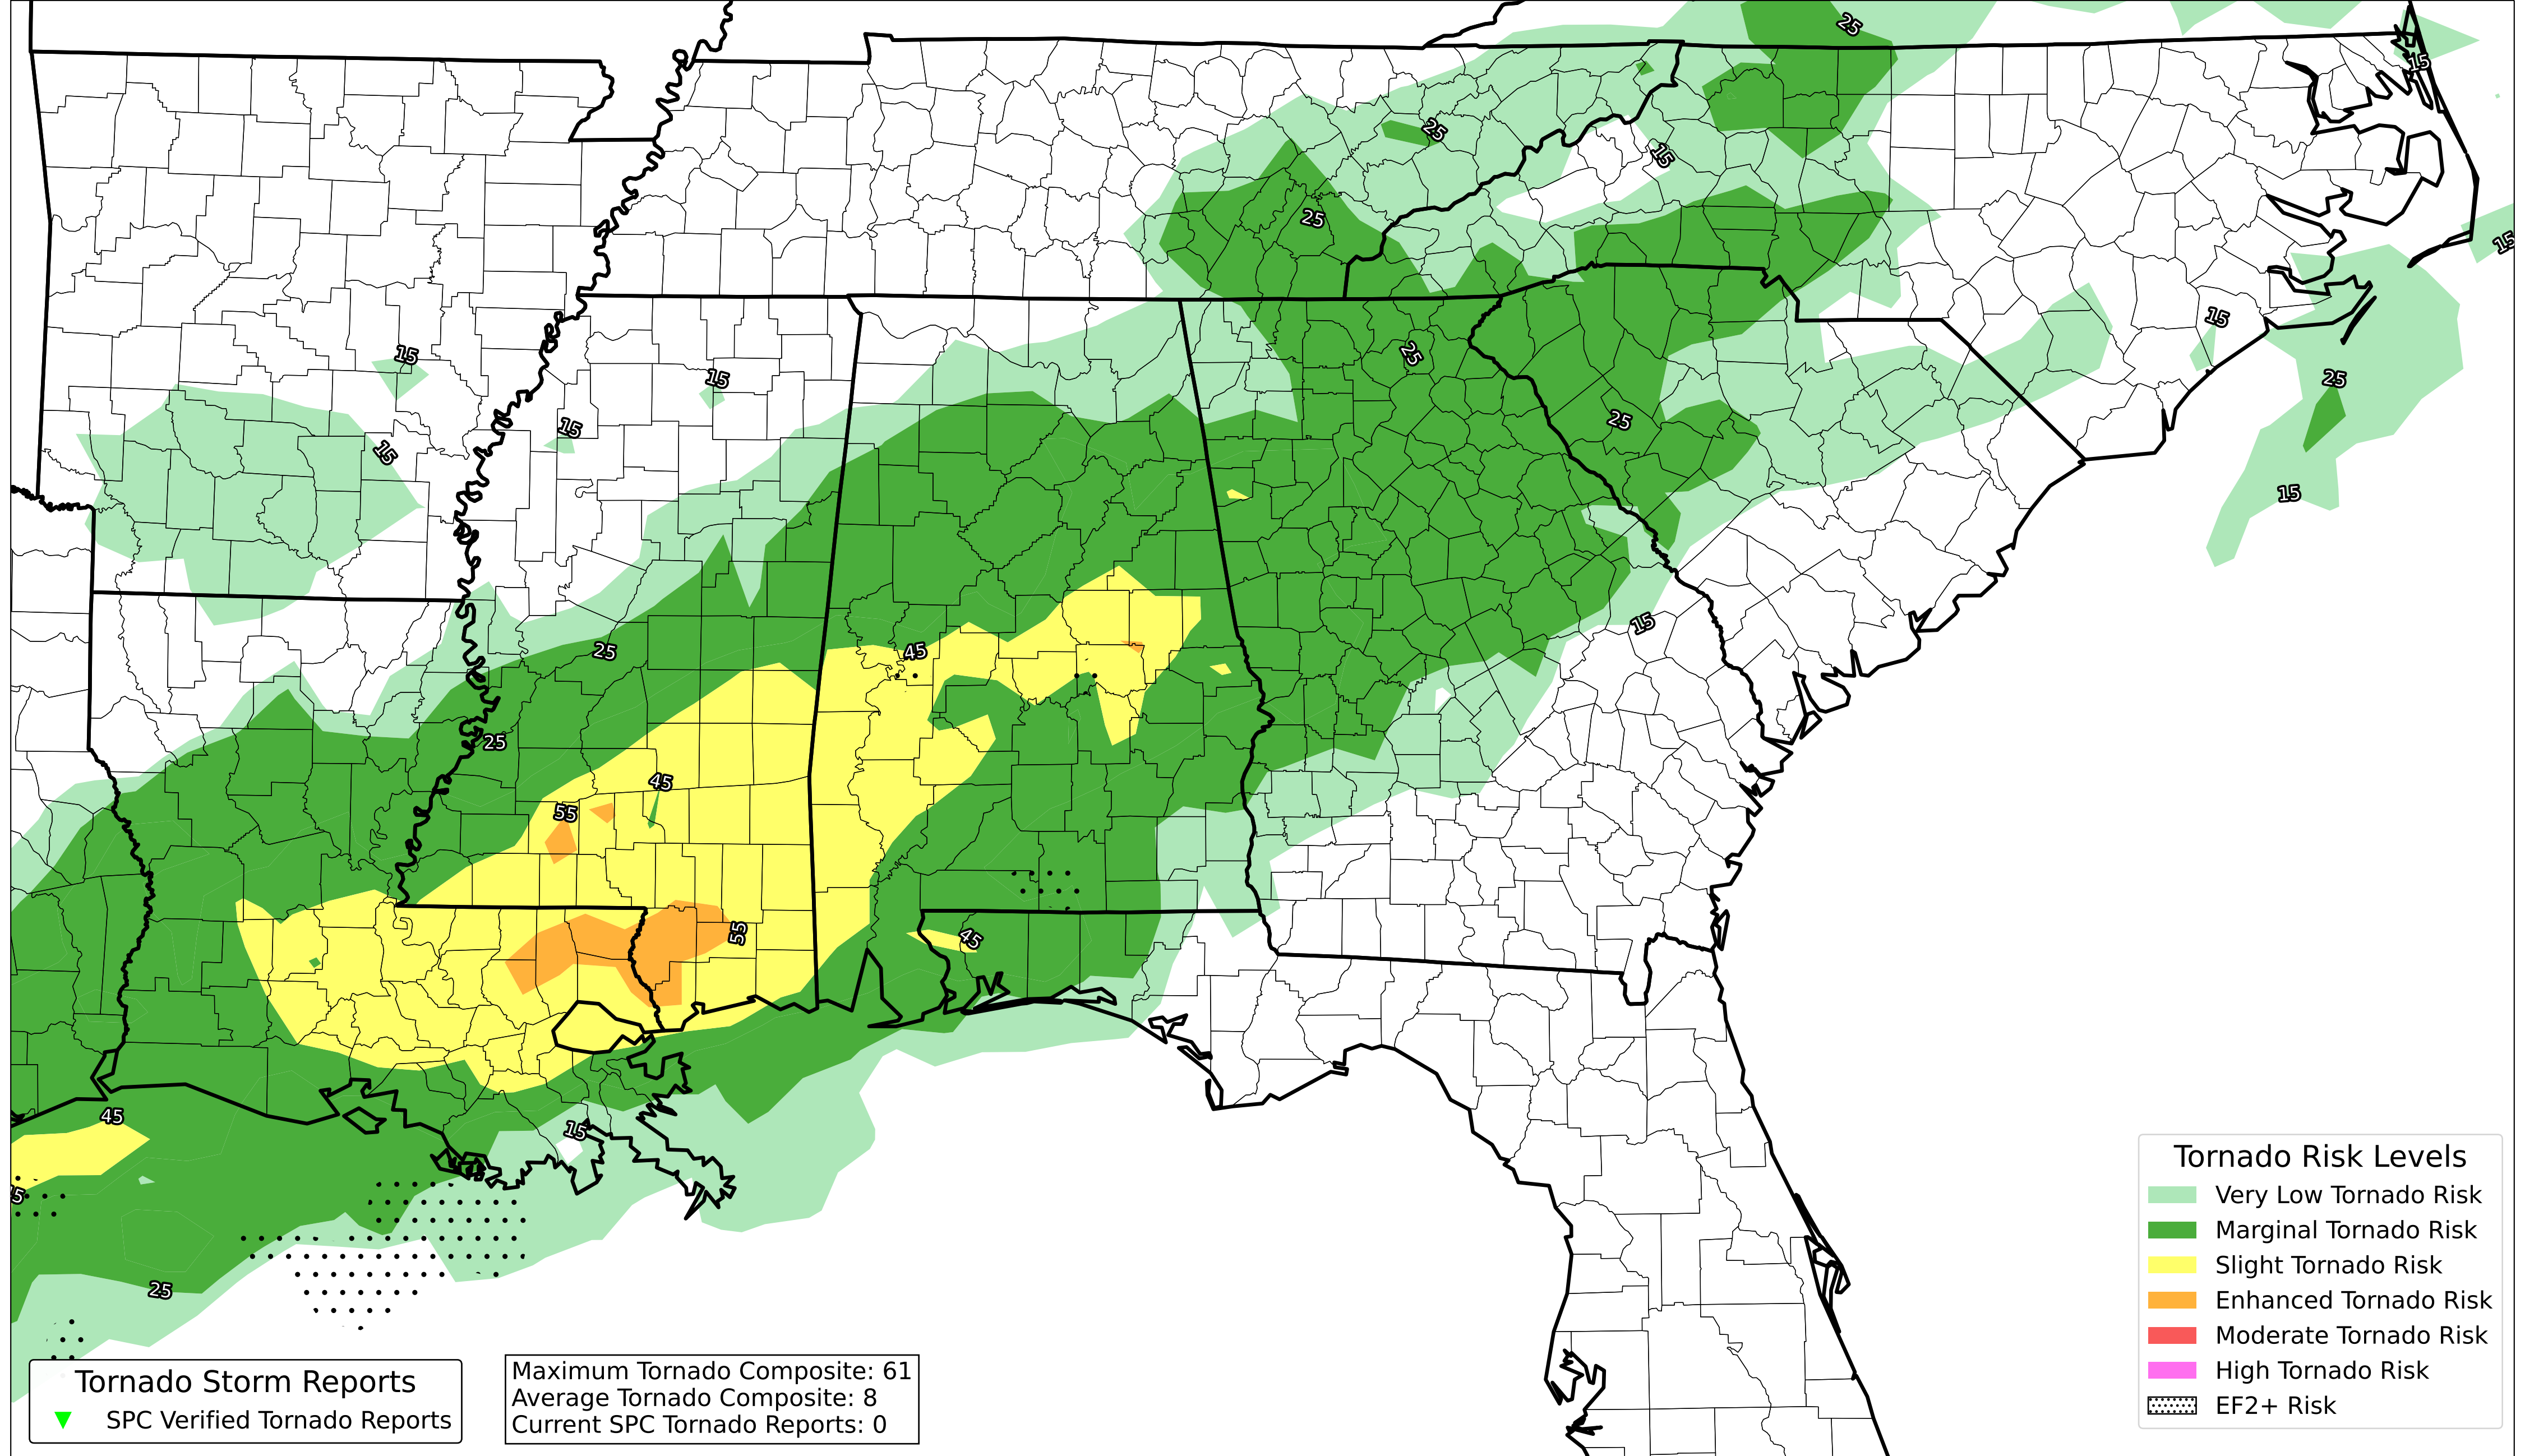 25
15
25
15
25
15
15
15
25
15
25
15
25
15
15
15
25
15
25
45
25
45
55
55
45
45
15
25
Tornado Risk Levels
Very Low Tornado Risk
Marginal Tornado Risk
Slight Tornado Risk
Enhanced Tornado Risk
Moderate Tornado Risk
High Tornado Risk
EF2+ Risk
Tornado Storm Reports
SPC Verified Tornado Reports
Maximum Tornado Composite: 61
Average Tornado Composite: 8
Current SPC Tornado Reports: 0